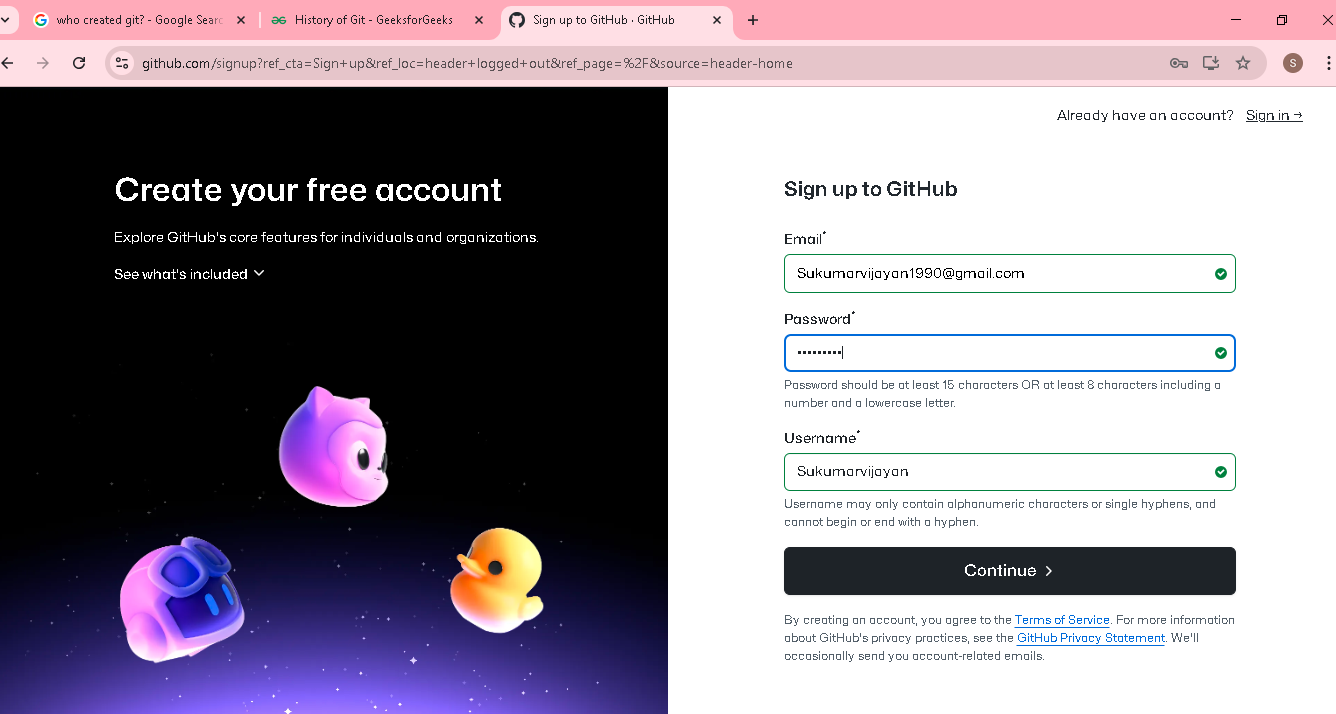 who created git? - Google Sear
History of Git - GeeksforGeeks
Sign up to GitHub · GitHub
github.com/signup?ref_cta=Sign+up&ref_loc=header+logged+out&ref_page=%2F&source=header-home
S
Already have an account? Sign in →
Create your free account
Explore GitHub's core features for individuals and organizations.
See what's included
Sign up to GitHub
Email*
Sukumarvijayan1990@gmail.com
Password*
•••••••••
Password should be at least 15 characters OR at least 8 characters including a
number and a lowercase letter.
Username*
Sukumarvijayan
Username may only contain alphanumeric characters or single hyphens, and
cannot begin or end with a hyphen.
Continue >
By creating an account, you agree to the Terms of Service. For more information
about GitHub's privacy practices, see the GitHub Privacy Statement. We'll
occasionally send you account-related emails.